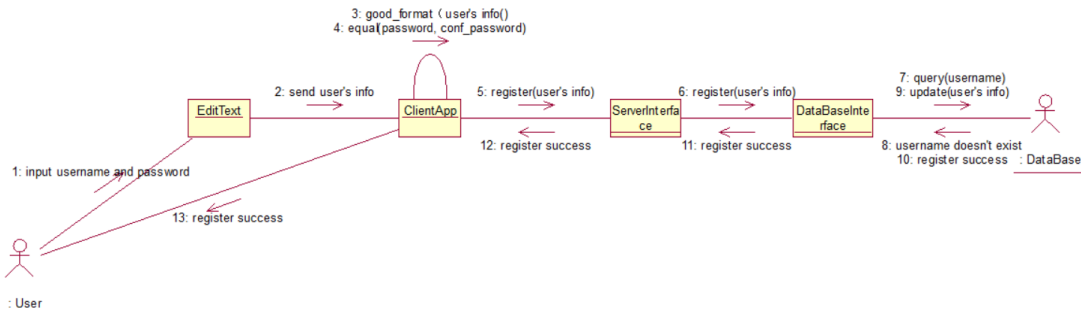 3: good_format（user's info()
4: equal(password, conf_password)
7: query(username)
2: send user's info
5: register(user's info)
6: register(user's info)
9: update(user's info)
EditText
ClientApp
ServerInterfa
ce
DataBaseInte
rface
12: register success
11: register success
8: username doesn't exist
10: register success
: DataBase
1: input username and password
13: register success
: User